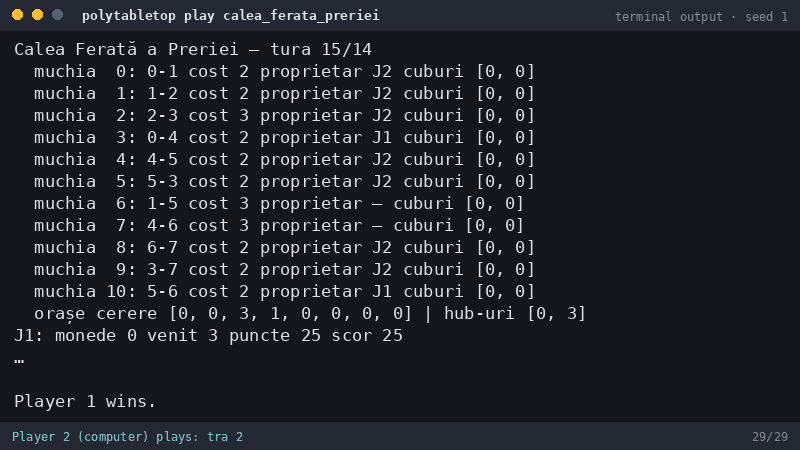 polytabletop play calea_ferata_preriei
terminal output · seed 1
Calea Ferată a Preriei — tura 15/14
muchia 0: 0-1 cost 2 proprietar J2 cuburi [0, 0]
muchia 1: 1-2 cost 2 proprietar J2 cuburi [0, 0]
muchia 2: 2-3 cost 3 proprietar J2 cuburi [0, 0]
muchia 3: 0-4 cost 2 proprietar J1 cuburi [0, 0]
muchia 4: 4-5 cost 2 proprietar J2 cuburi [0, 0]
muchia 5: 5-3 cost 2 proprietar J2 cuburi [0, 0]
muchia 6: 1-5 cost 3 proprietar — cuburi [0, 0]
muchia 7: 4-6 cost 3 proprietar — cuburi [0, 0]
muchia 8: 6-7 cost 2 proprietar J2 cuburi [0, 0]
muchia 9: 3-7 cost 2 proprietar J2 cuburi [0, 0]
muchia 10: 5-6 cost 2 proprietar J1 cuburi [0, 0]
orașe cerere [0, 0, 3, 1, 0, 0, 0, 0] | hub-uri [0, 3]
J1: monede 0 venit 3 puncte 25 scor 25
…
Player 1 wins.
Player 2 (computer) plays: tra 2
29/29